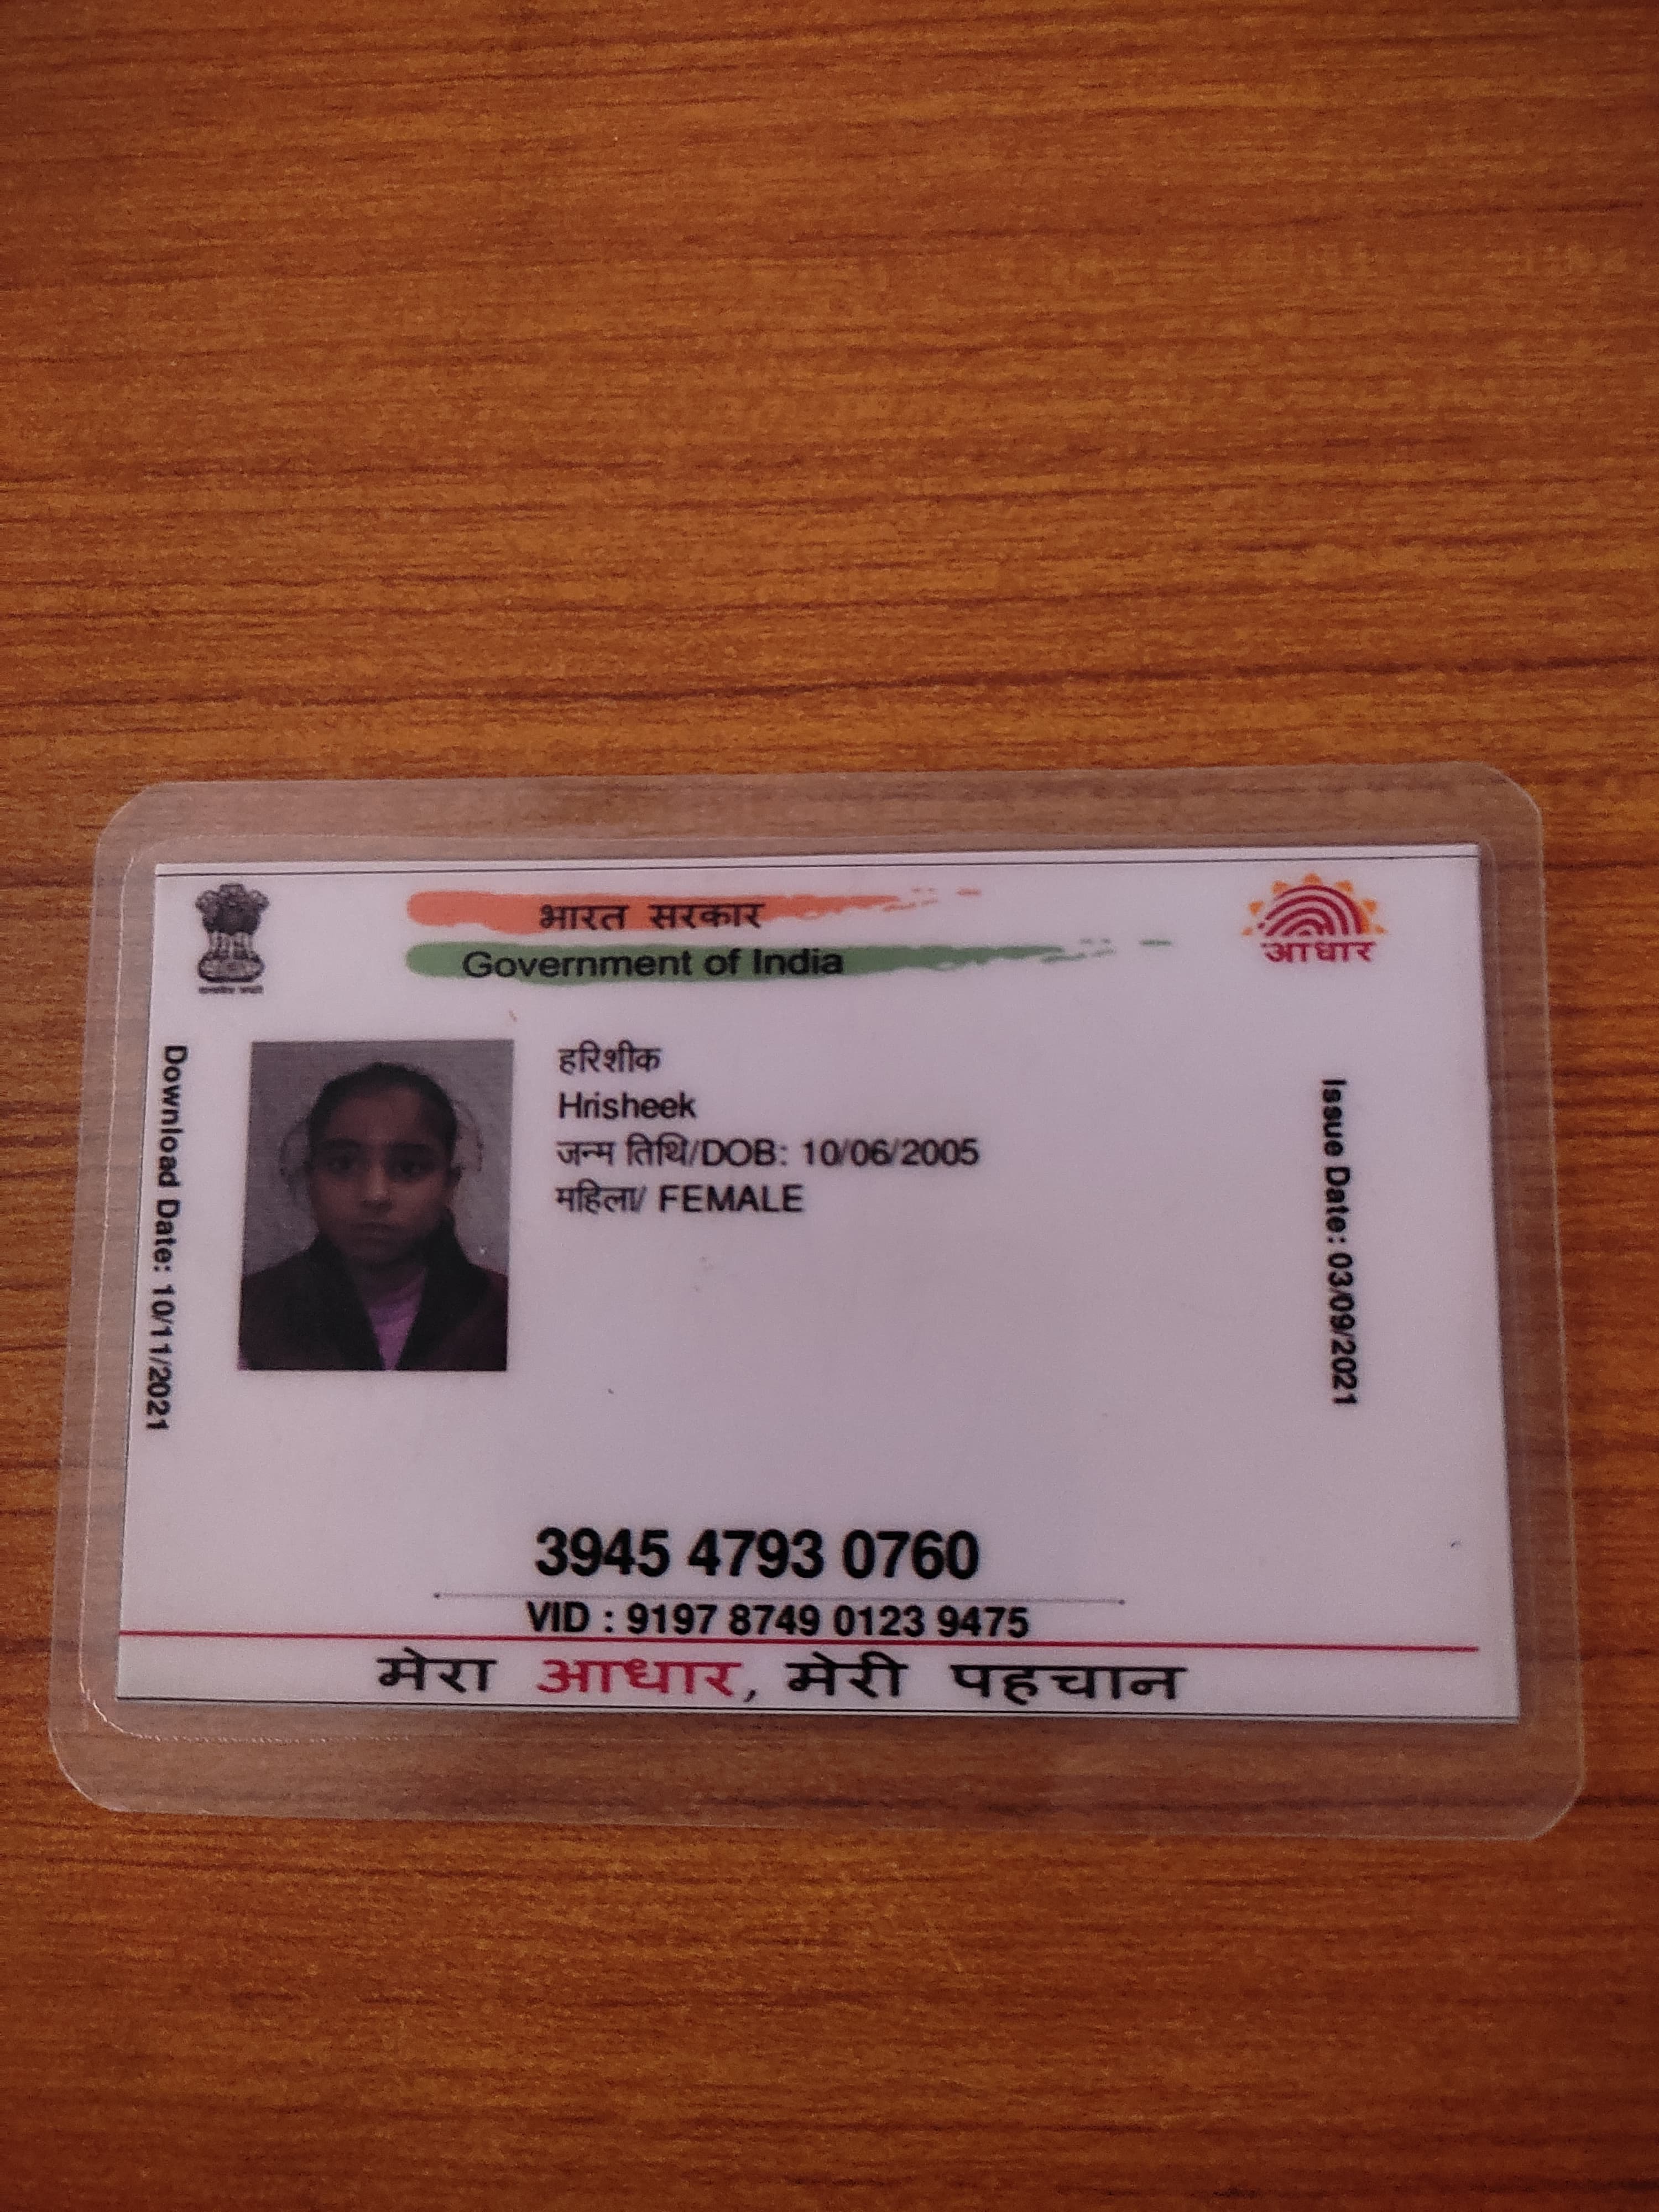 भारत सरकार
Government of India
आधार
Download Date: 10/11/2021
हरिशीक
Hrisheek
जन्म तिथि/DOB: 10/06/2005
महिला/ FEMALE
Issue Date: 03/09/2021
3945 4793 0760
VID : 9197 8749 0123 9475
मेरा आधार, मेरी पहचान